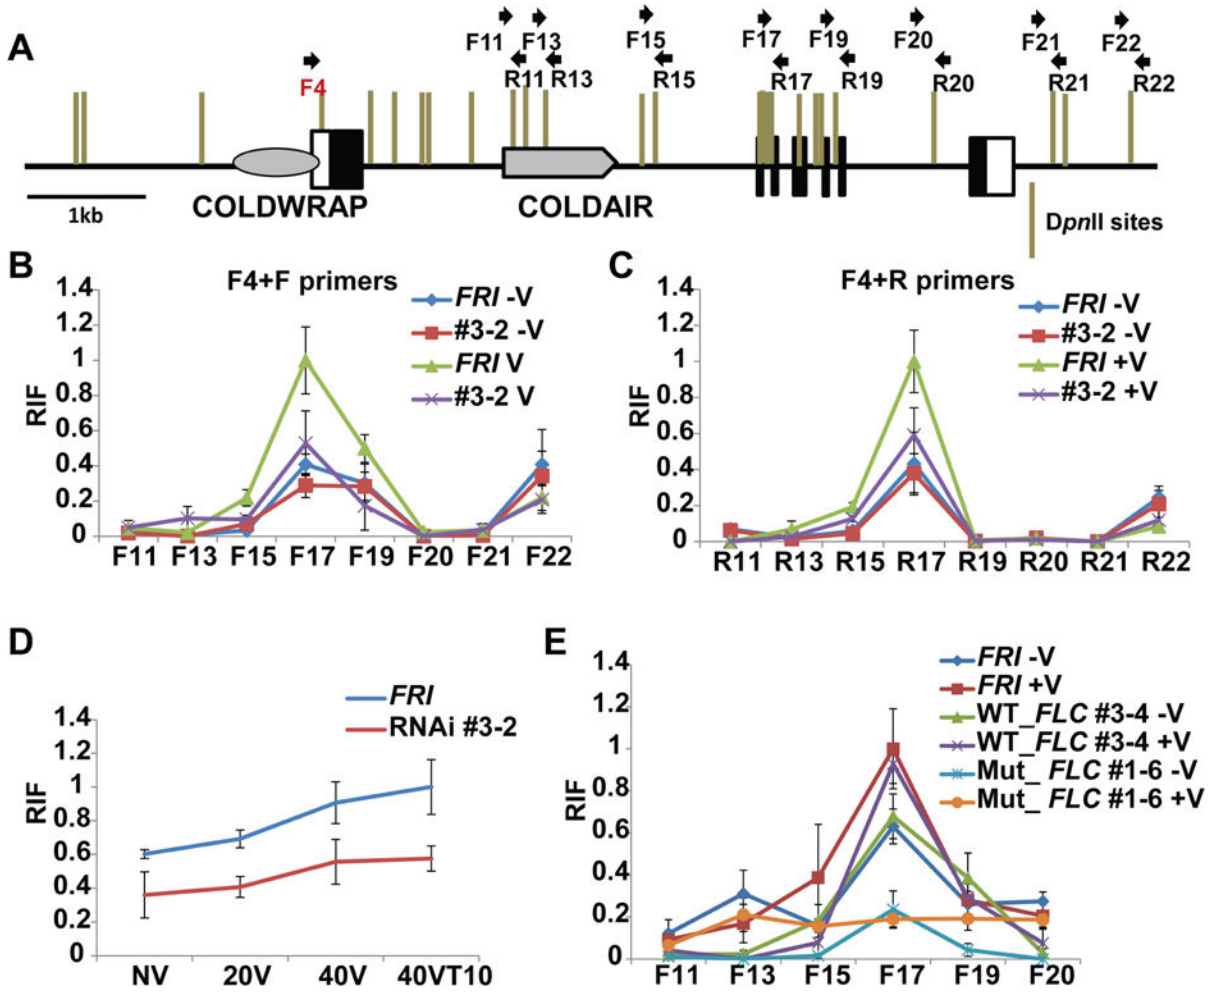 A
F11 F13 F15 F17 F19 F20 F21 F22
F4 R11 R13 R15 R17 R19 R20 R21 R22
COLDWRAP COLDAIR
1kb
DpnII sites
B
F4+F primers
RIF
1.4
1.2
1
0.8
0.6
0.4
0.2
0
FRI -V
#3-2 -V
FRI V
#3-2 V
F11 F13 F15 F17 F19 F20 F21 F22
C
F4+R primers
RIF
1.4
1.2
1
0.8
0.6
0.4
0.2
0
FRI -V
#3-2 -V
FRI +V
#3-2 +V
R11 R13 R15 R17 R19 R20 R21 R22
D
RIF
1.4
1.2
1
0.8
0.6
0.4
0.2
0
FRI
RNAi #3-2
NV 20V 40V 40VT10
E
RIF
1.4
1.2
1
0.8
0.6
0.4
0.2
0
FRI -V
FRI +V
WT_FLC #3-4 -V
WT_FLC #3-4 +V
Mut_ FLC #1-6 -V
Mut_ FLC #1-6 +V
F11 F13 F15 F17 F19 F20